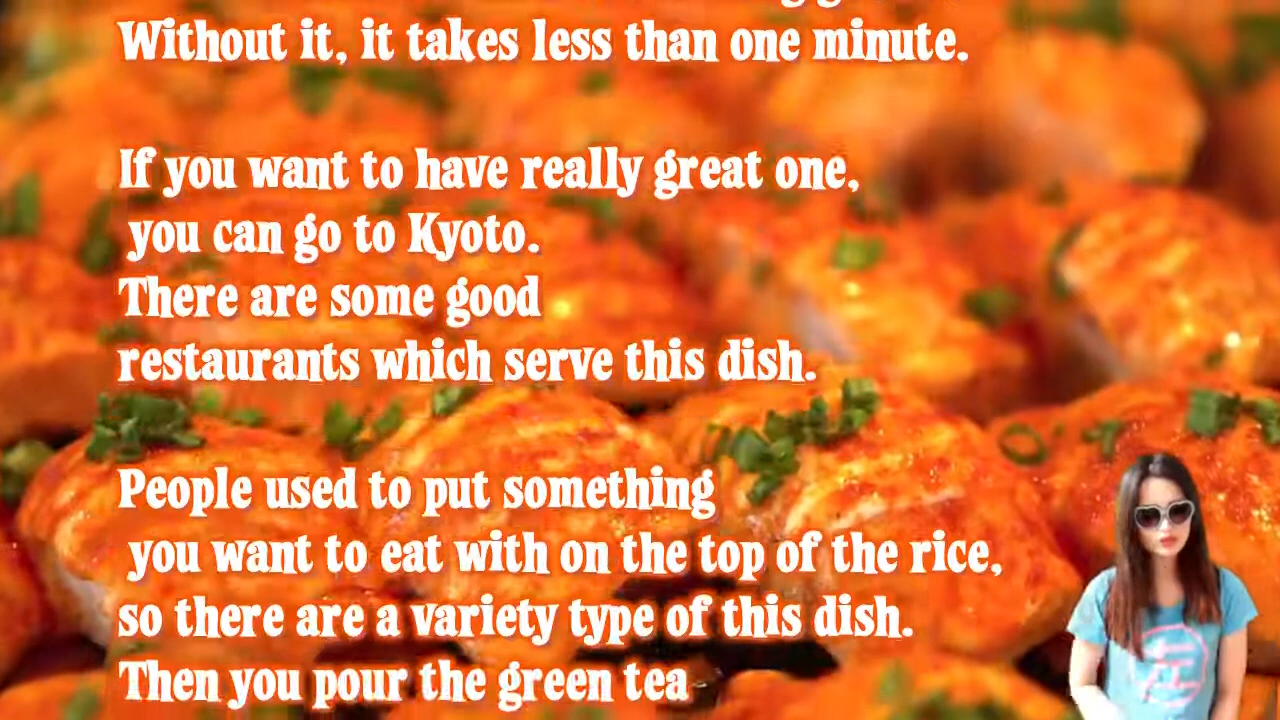 Without it, it takes less than one minute.
If you want to have really great one,
you can go to Kyoto.
There are some good
restaurants which serve this dish.
People used to put something
you want to eat with on the top of the rice,
so there are a variety type of this dish.
Then you pour the green tea